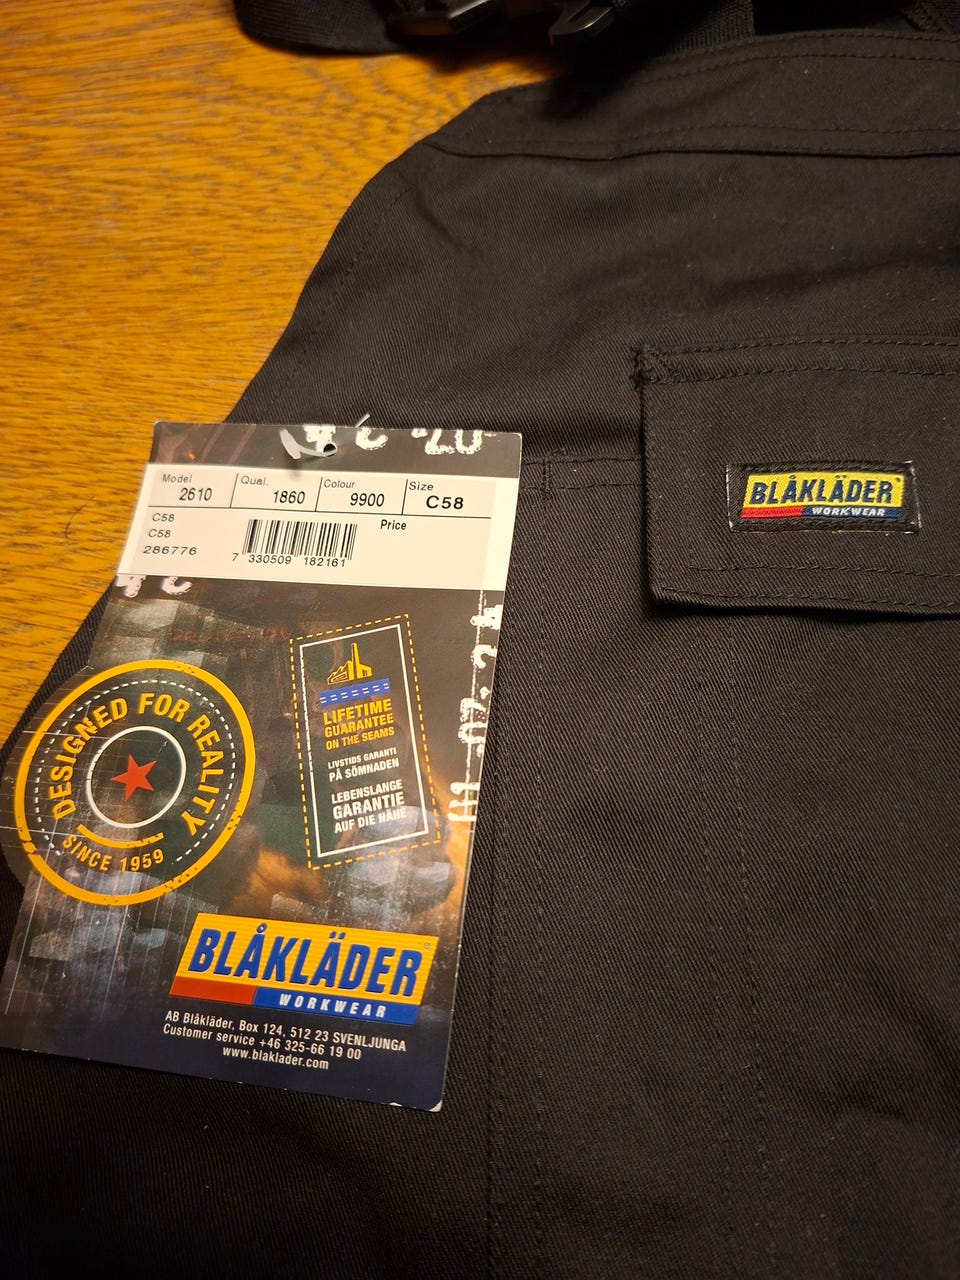 Model
2610
Qual.
1860
Colour
9900
Size
C58
C58
C58
286776
Price
7 330509 182161
DESIGNED FOR REALITY
SINCE 1959
LIFETIME
GUARANTEE
ON THE SEAMS
LIVSTIDS GARANTI
PÅ SÖMNADEN
LEBENSLANGE
GARANTIE
AUF DIE NÄHE
BLÅKLÄDER®
WORKWEAR
AB Blåkläder, Box 124, 512 23 SVENLJUNGA
Customer service +46 325-66 19 00
www.blaklader.com
BLÅKLÄDER
WORKWEAR